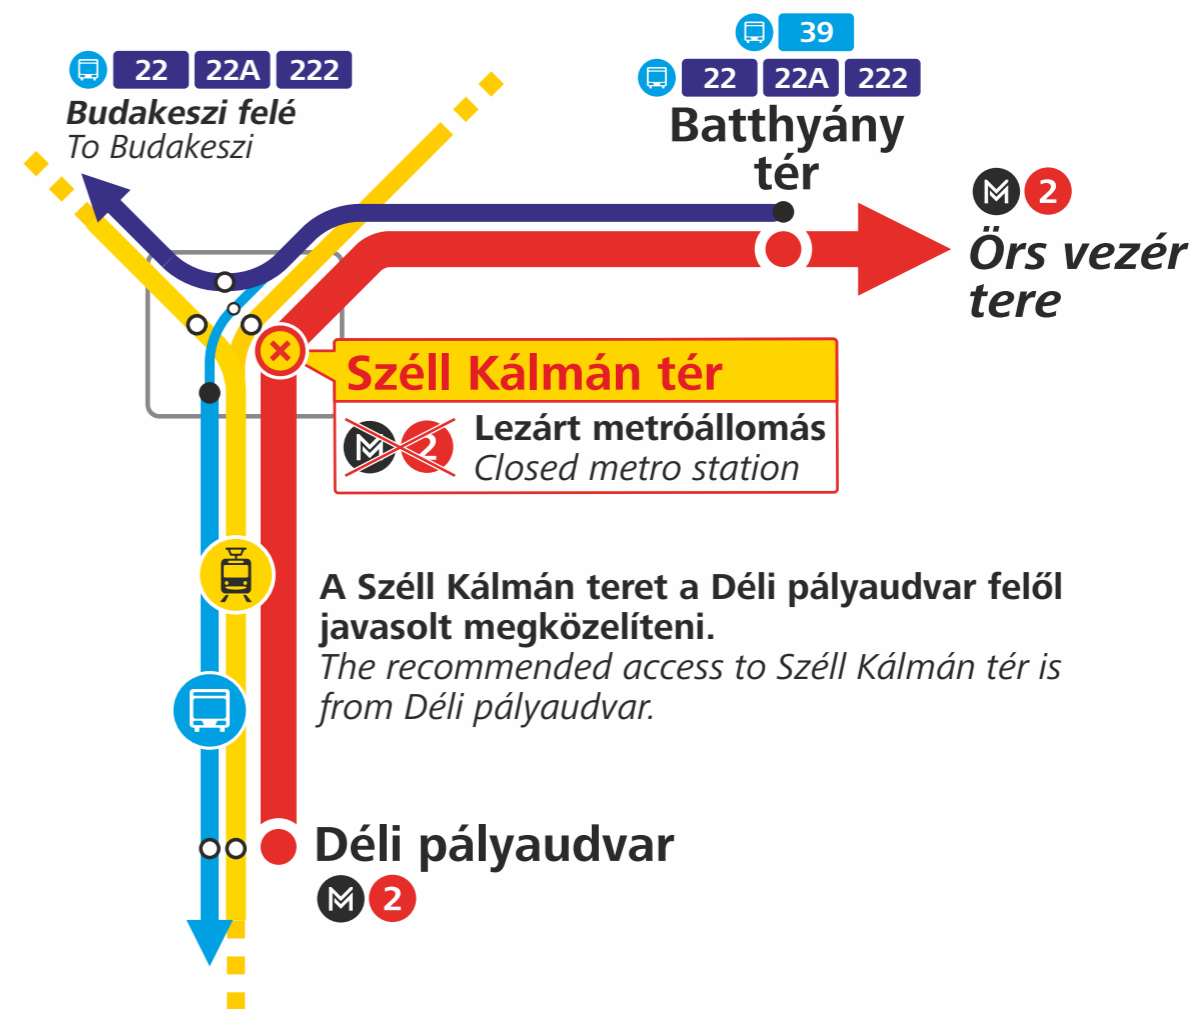 39
22 22A 222
Budakeszi felé
To Budakeszi
22 22A 222
Batthyány
tér
M 2
Örs vezér
tere
Széll Kálmán tér
M 2
Lezárt metróállomás
Closed metro station
A Széll Kálmán teret a Déli pályaudvar felől
javasolt megközelíteni.
The recommended access to Széll Kálmán tér is
from Déli pályaudvar.
Déli pályaudvar
M 2